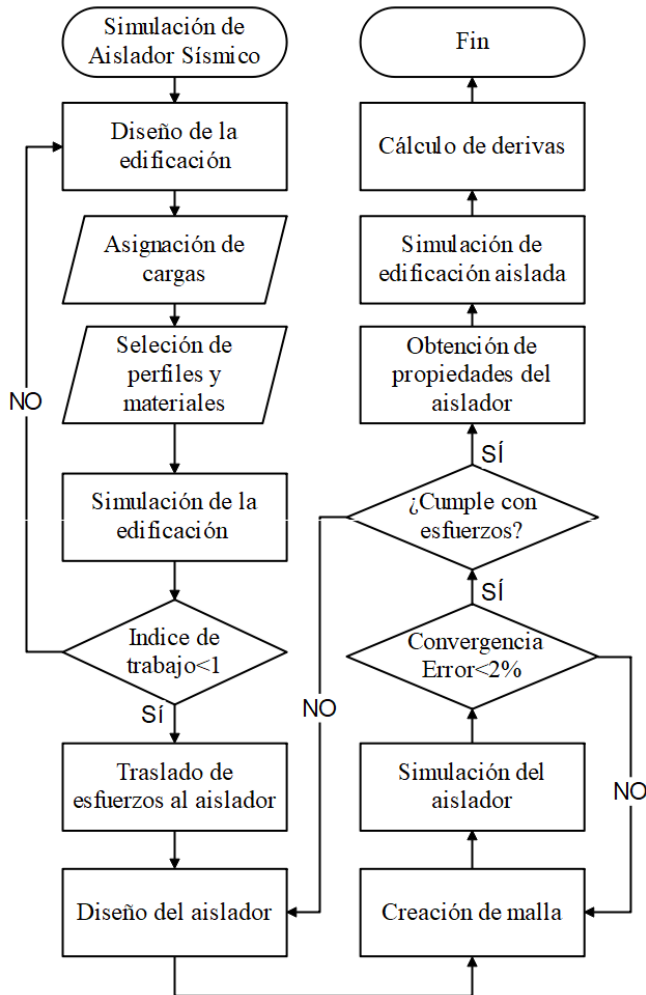 Simulación de
Aislador Sísmico
Diseño de la
edificación
Asignación de
cargas
Seleción de
perfiles y
materiales
NO
Simulación de la
edificación
Indice de
trabajo<1
SÍ
Traslado de
esfuerzos al aislador
Diseño del aislador
Fin
Cálculo de derivas
Simulación de
edificación aislada
Obtención de
propiedades del
aislador
SÍ
¿Cumple con
esfuerzos?
SÍ
Convergencia
Error<2%
NO
Simulación del
aislador
NO
Creación de malla